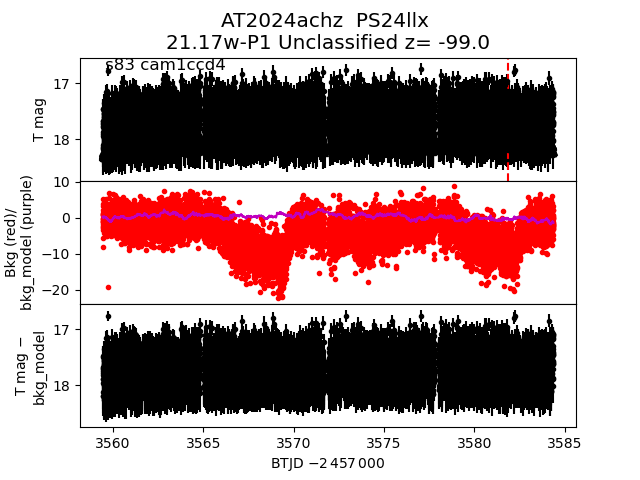 AT2024achz  PS24llx
21.17w-P1 Unclassified z= -99.0
s83 cam1ccd4
T mag
17
18
Bkg (red)/
bkg_model (purple)
10
0
−10
−20
T mag −
bkg_model
17
18
3560
3565
3570
3575
3580
3585
BTJD −2 457 000